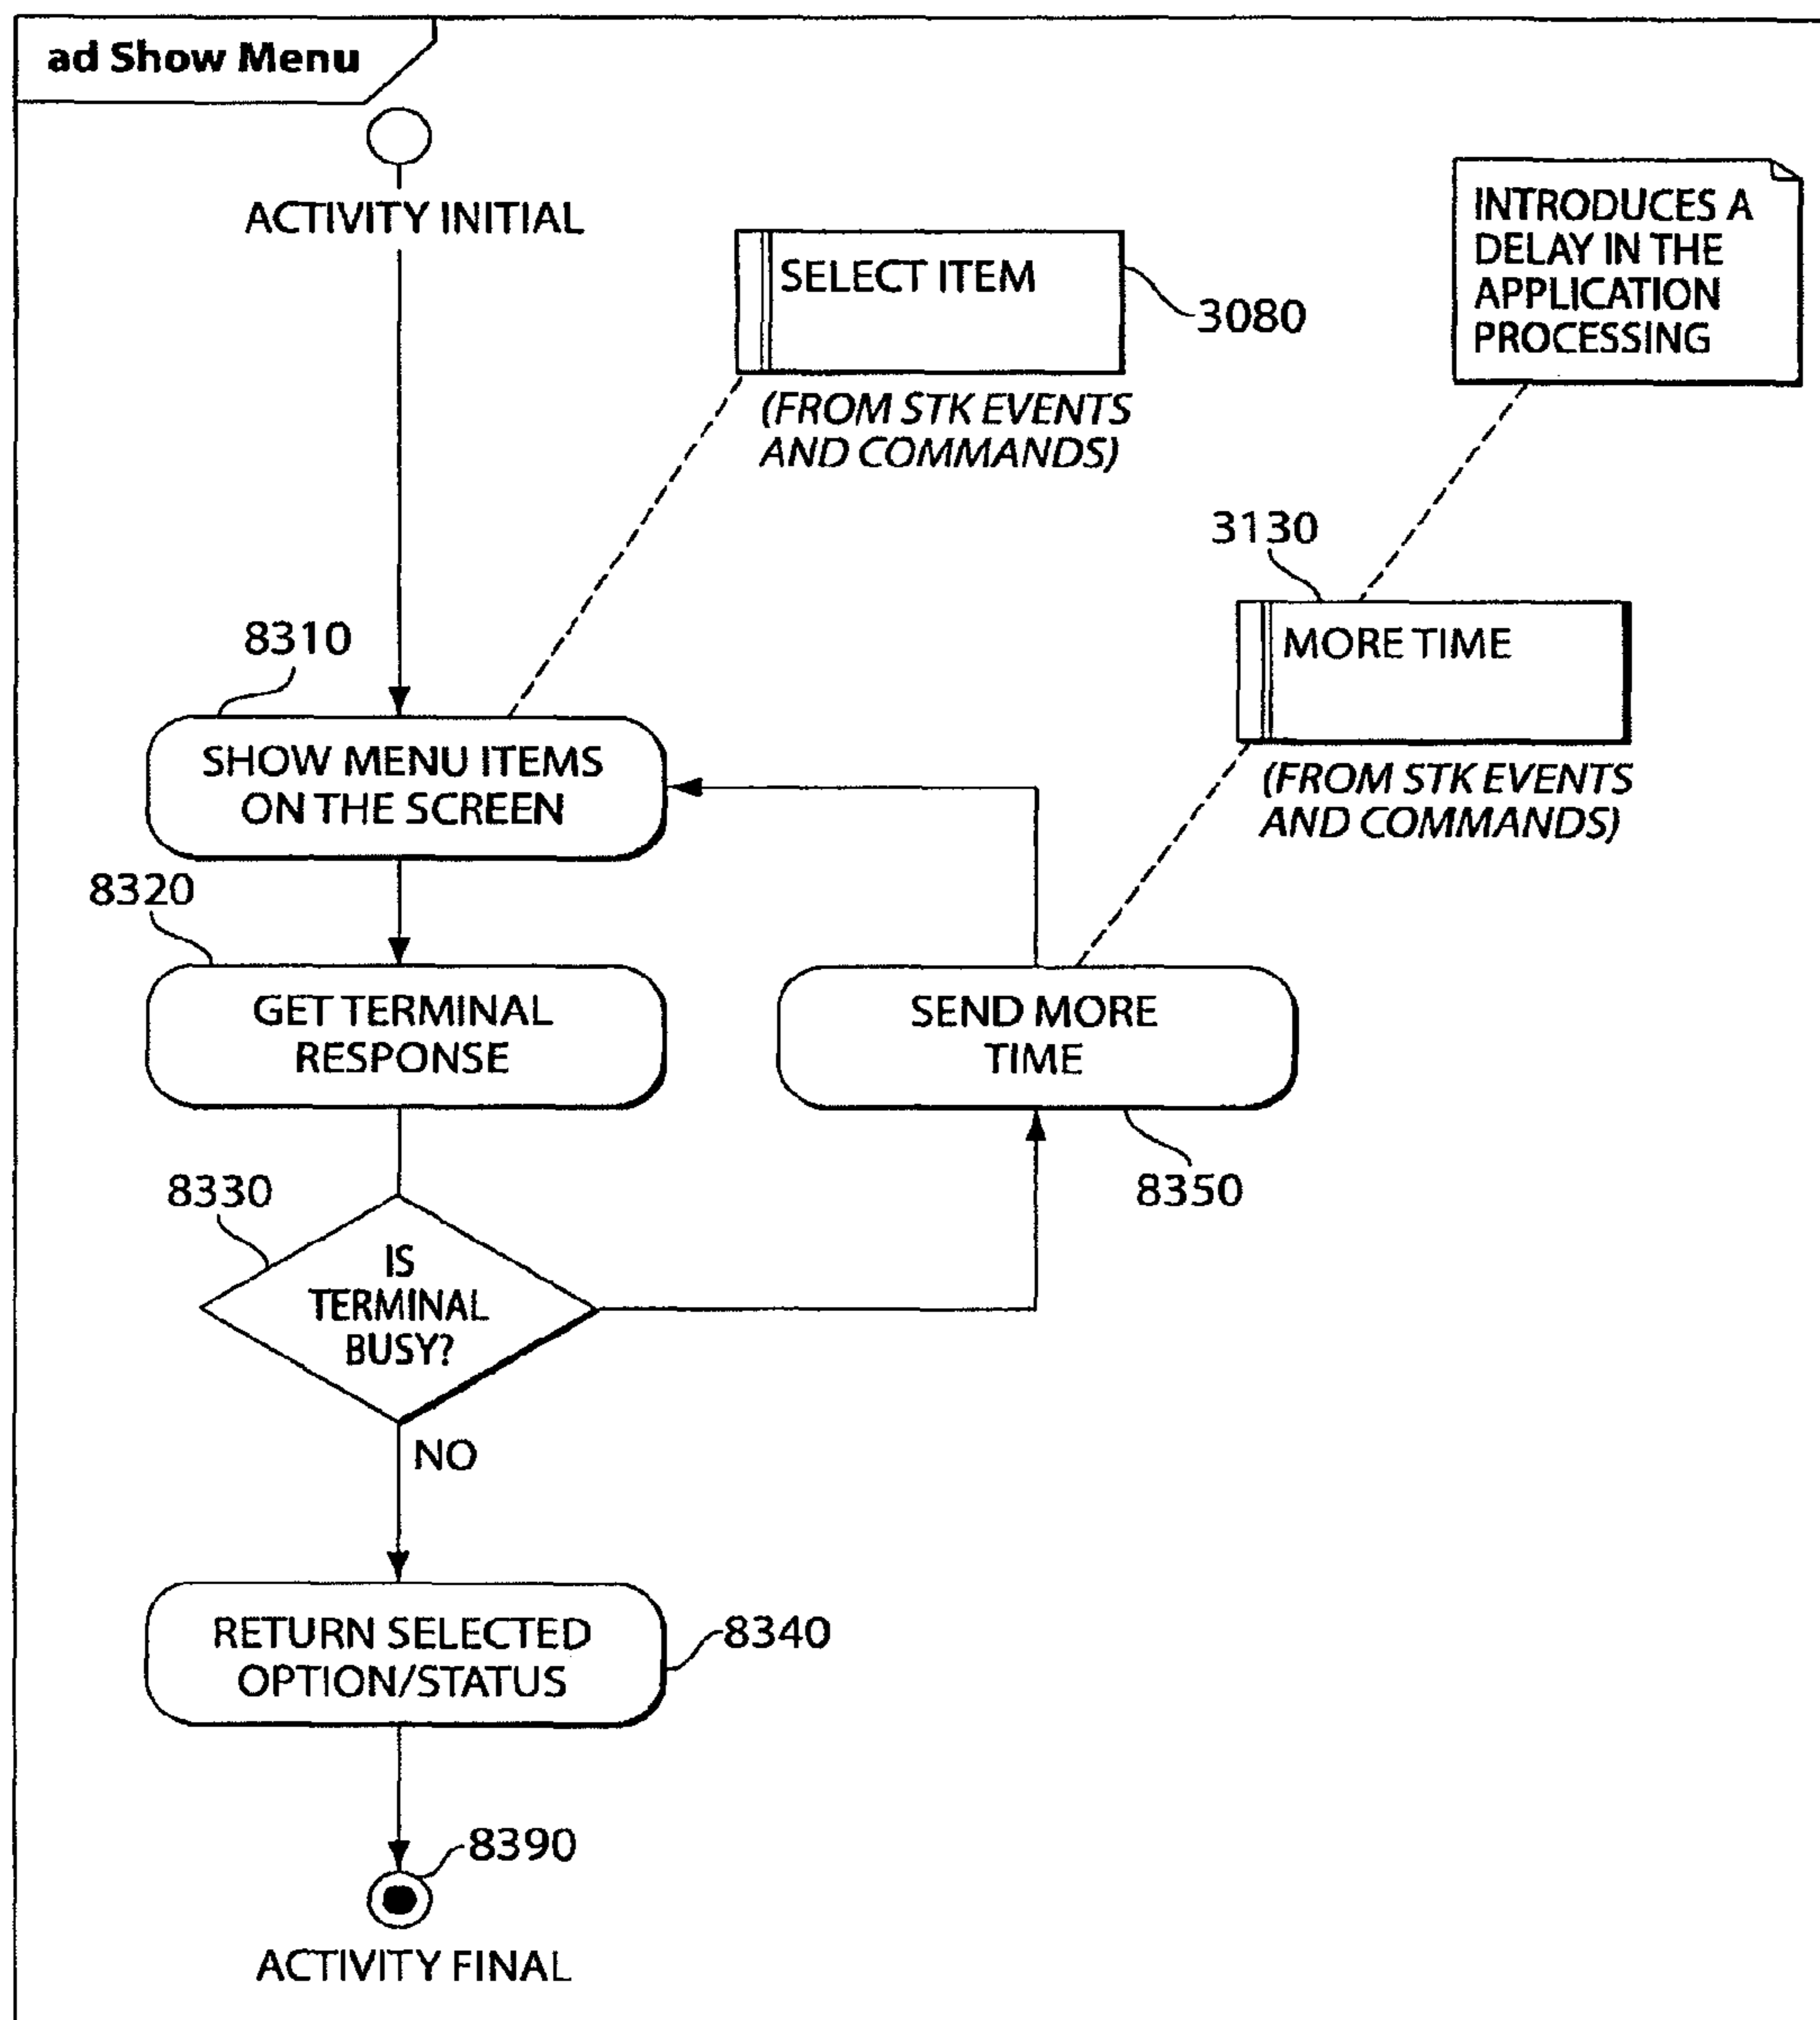 ad Show Menu
ACTIVITY INITIAL
SELECT ITEM
3080
(FROM STK EVENTS
AND COMMANDS)
INTRODUCES A
DELAY IN THE
APPLICATION
PROCESSING
3130
MORE TIME
(FROM STK EVENTS
AND COMMANDS)
8310
SHOW MENU ITEMS
ON THE SCREEN
8320
GET TERMINAL
RESPONSE
SEND MORE
TIME
8350
8330
IS
TERMINAL
BUSY?
NO
RETURN SELECTED
OPTION/STATUS
8340
8390
ACTIVITY FINAL